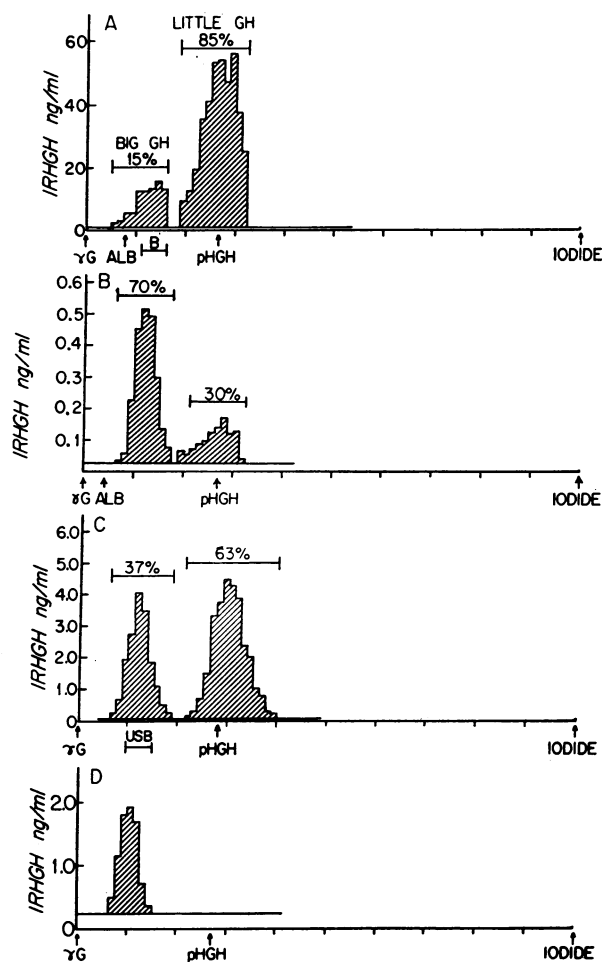 A
LITTLE GH
85%
60
40
20
0
IRHGH ng/ml
BIG GH
15%
γG ALB B pHGH IODIDE
B
70%
30%
0.6
0.5
0.4
0.3
0.2
0.1
IRHGH ng/ml
γG ALB pHGH IODIDE
C
37%
63%
6.0
5.0
4.0
3.0
2.0
1.0
0
IRHGH ng/ml
γG USB pHGH IODIDE
D
2.0
1.0
0
IRHGH ng/ml
γG pHGH IODIDE